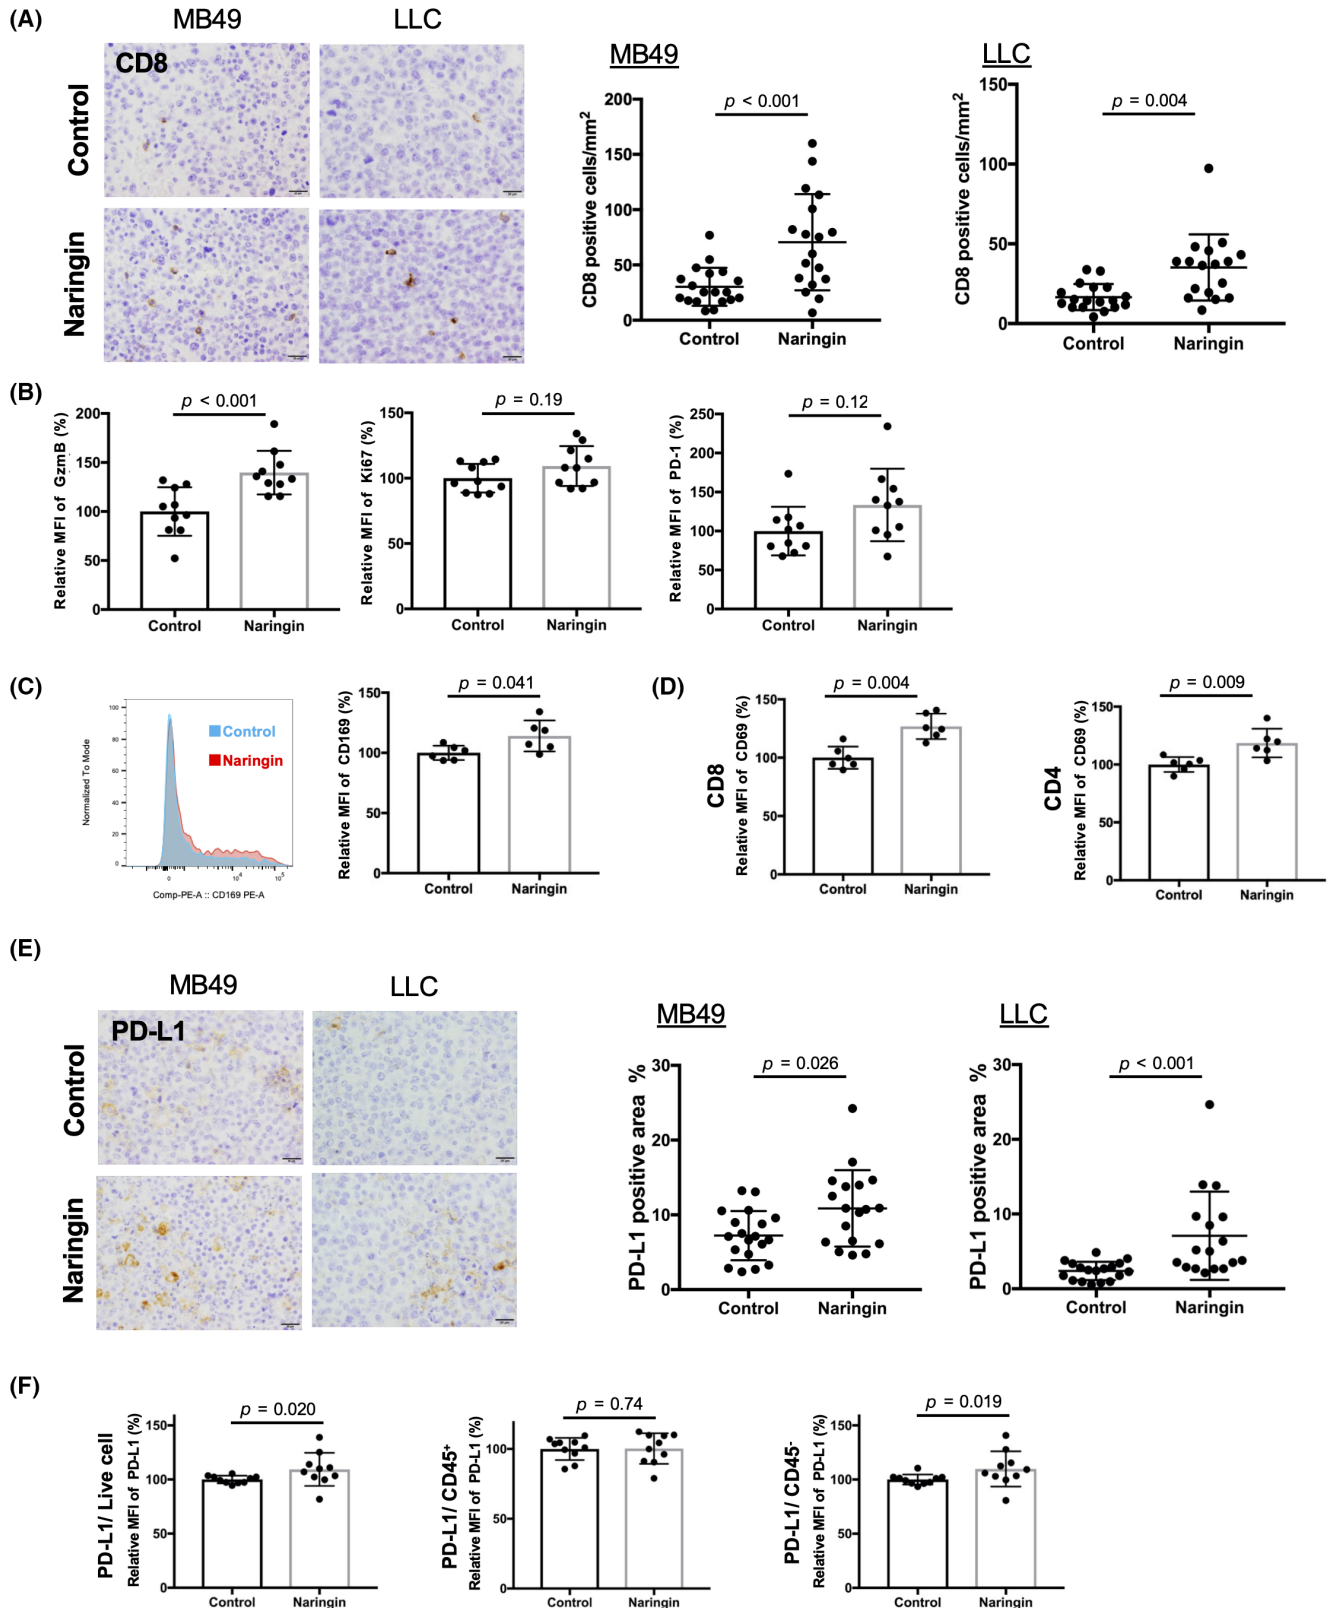 (A)
MB49
LLC
CD8
Control
Naringin
MB49
CD8 positive cells/mm²
200
150
100
50
0
p < 0.001
Control
Naringin
LLC
CD8 positive cells/mm²
150
100
50
0
p = 0.004
Control
Naringin
(B)
Relative MFI of GzmB (%)
200
150
100
50
0
p < 0.001
Control
Naringin
Relative MFI of Ki67 (%)
150
100
50
0
p = 0.19
Control
Naringin
Relative MFI of PD-1 (%)
250
200
150
100
50
0
p = 0.12
Control
Naringin
(C)
Normalized To Mode
100
80
60
40
20
0
Control
Naringin
0
10⁴
10⁵
Comp-PE-A :: CD169 PE-A
Relative MFI of CD169 (%)
150
100
50
0
p = 0.041
Control
Naringin
(D)
CD8
Relative MFI of CD69 (%)
150
100
50
0
p = 0.004
Control
Naringin
CD4
Relative MFI of CD69 (%)
150
100
50
0
p = 0.009
Control
Naringin
(E)
MB49
LLC
PD-L1
Control
Naringin
MB49
PD-L1 positive area %
30
20
10
0
p = 0.026
Control
Naringin
LLC
PD-L1 positive area %
30
20
10
0
p < 0.001
Control
Naringin
(F)
PD-L1/ Live cell
Relative MFI of PD-L1 (%)
150
100
50
0
p = 0.020
Control
Naringin
PD-L1/ CD45⁺
Relative MFI of PD-L1 (%)
100
50
0
p = 0.74
Control
Naringin
PD-L1/ CD45⁻
Relative MFI of PD-L1 (%)
150
100
50
0
p = 0.019
Control
Naringin